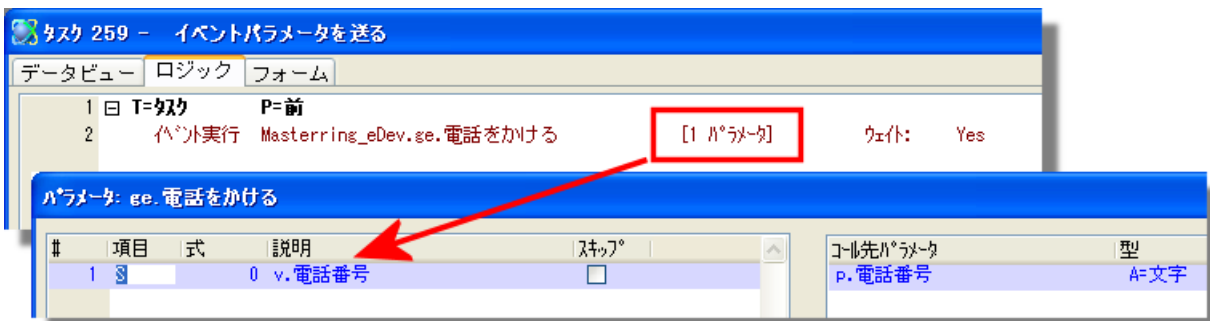 タスク 259 - イベントパラメータを送る
データビュー ロジック フォーム
1 T=タスク P=前
2 イベント実行 Masterring_eDev.ge.電話をかける [1 パラメータ] ウェイト: Yes
パラメータ: ge.電話をかける
# 項目 式 説明 スキップ コール先パラメータ 型
1 S 0 v.電話番号 p.電話番号 A=文字